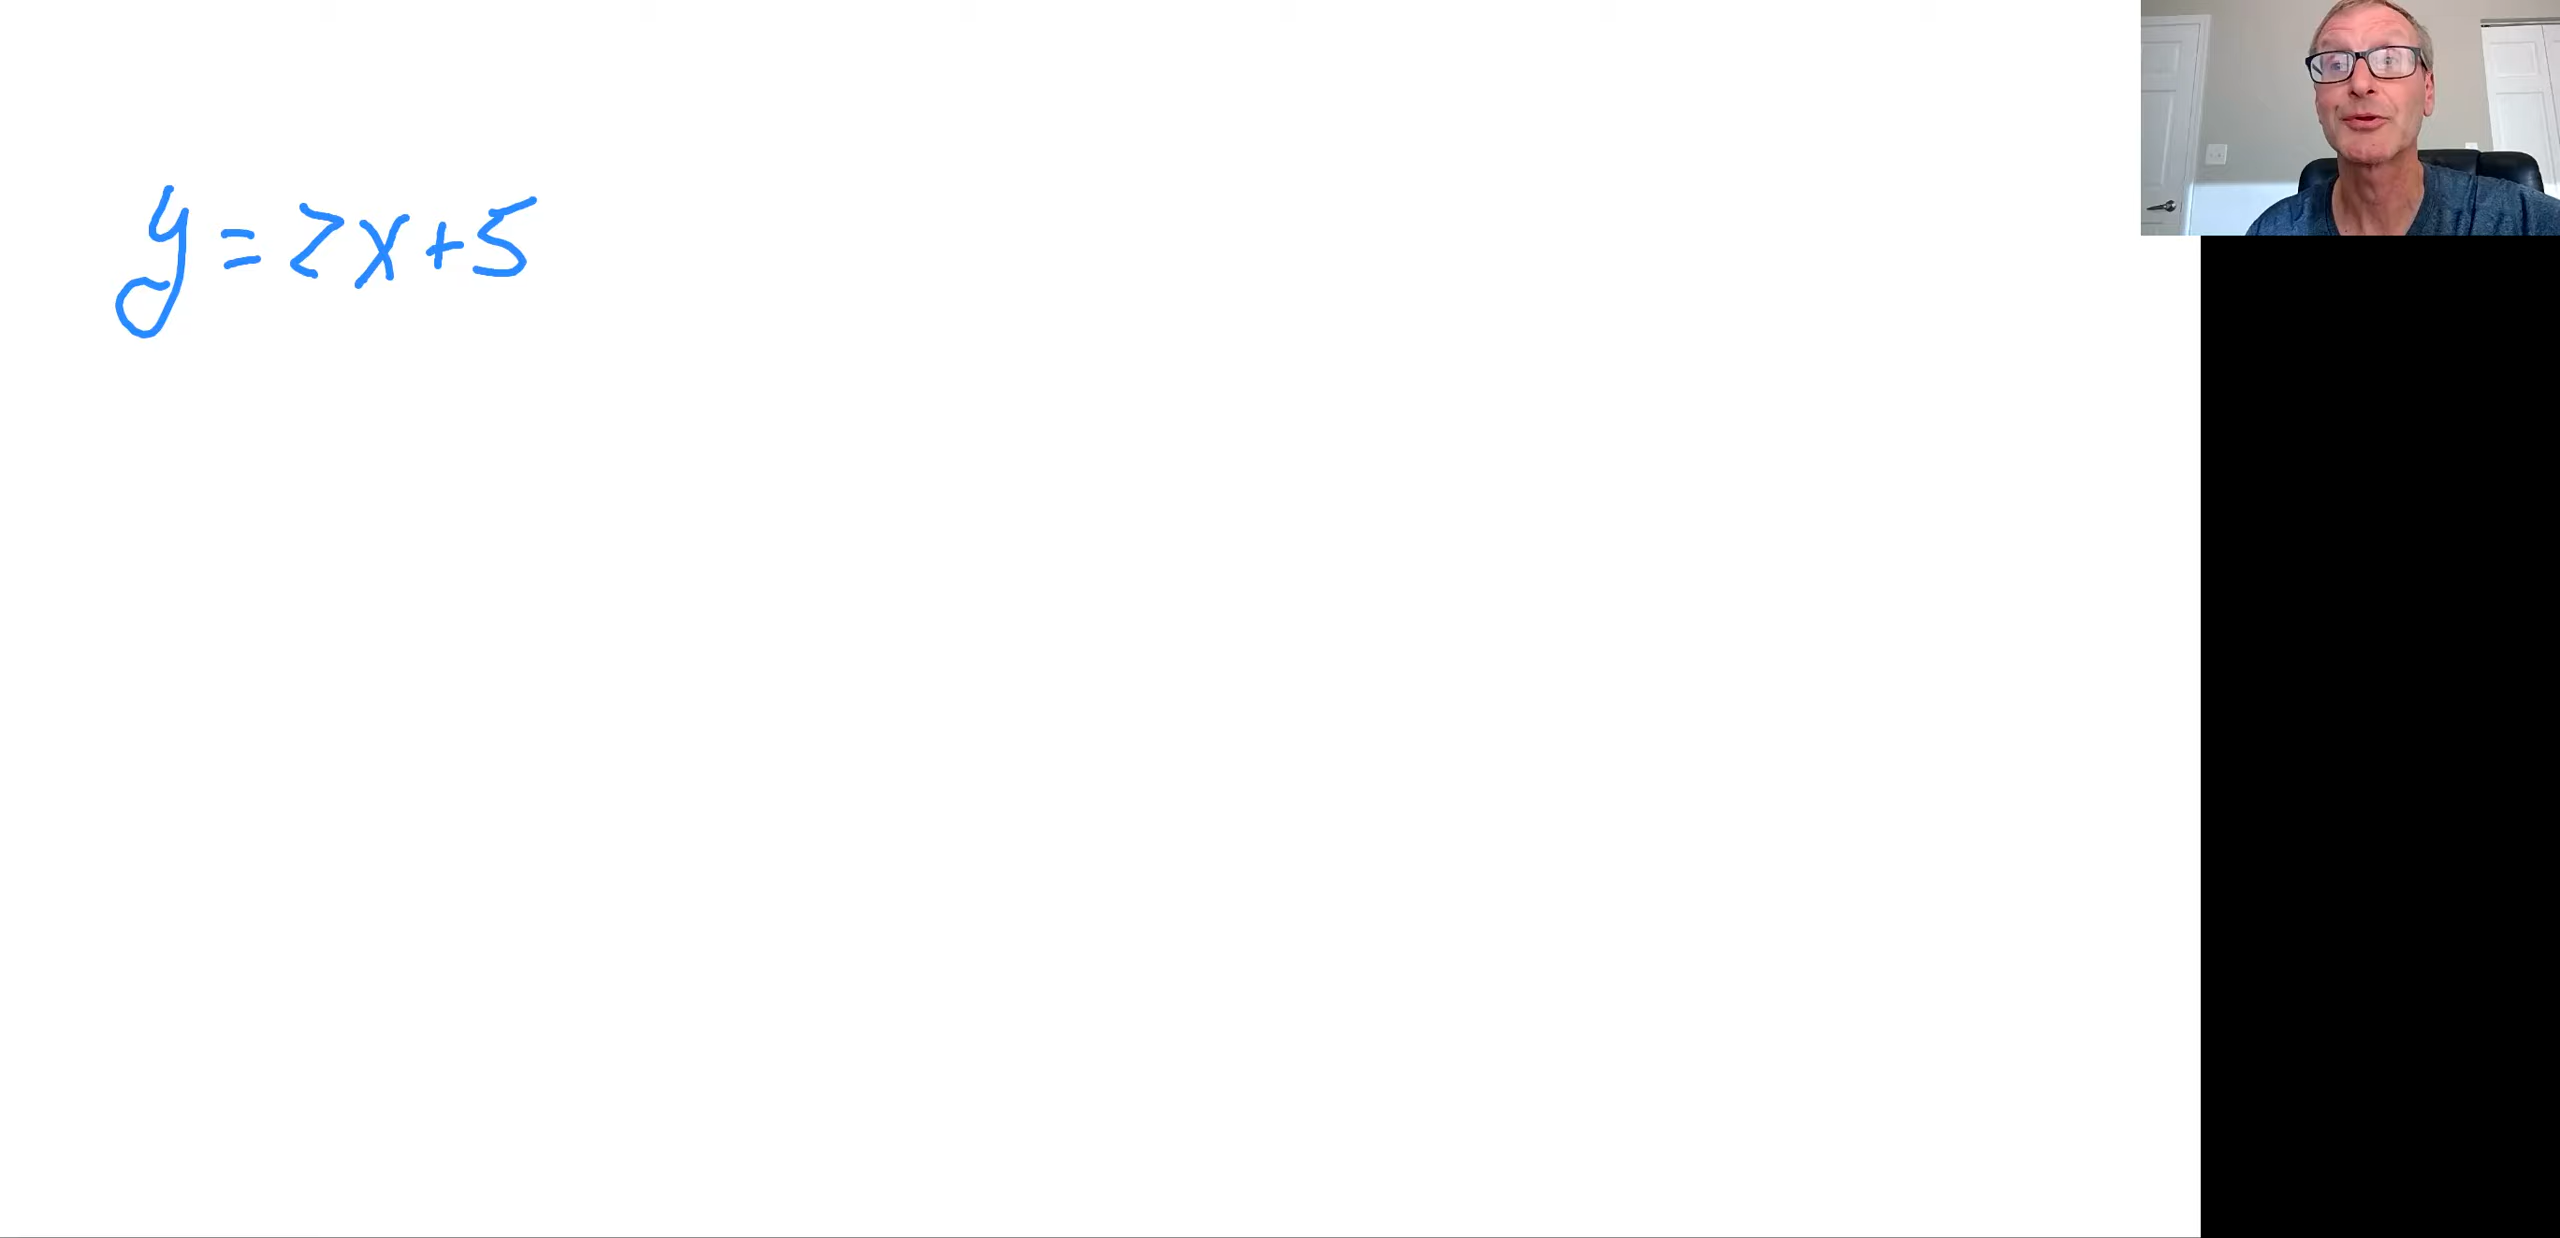 y = 2x + 5